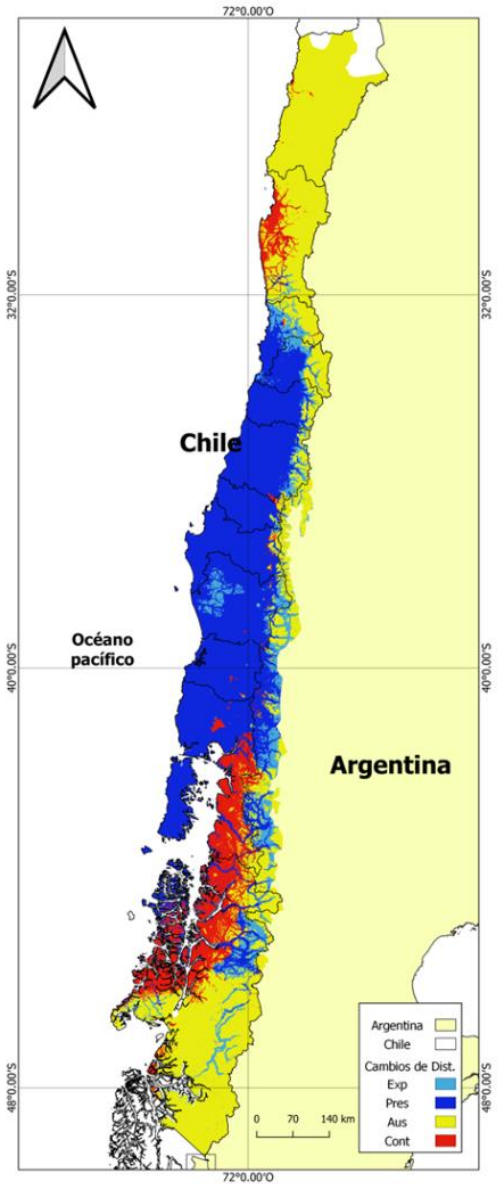 72°0.00'O
32°0.00'S
32°0.00'S
Chile
Océano
pacífico
40°0.00'S
40°0.00'S
Argentina
Argentina
Chile
Cambios de Dist.
Exp
Pres
Aus
Cont
0 70 140 km
48°0.00'S
48°0.00'S
72°0.00'O